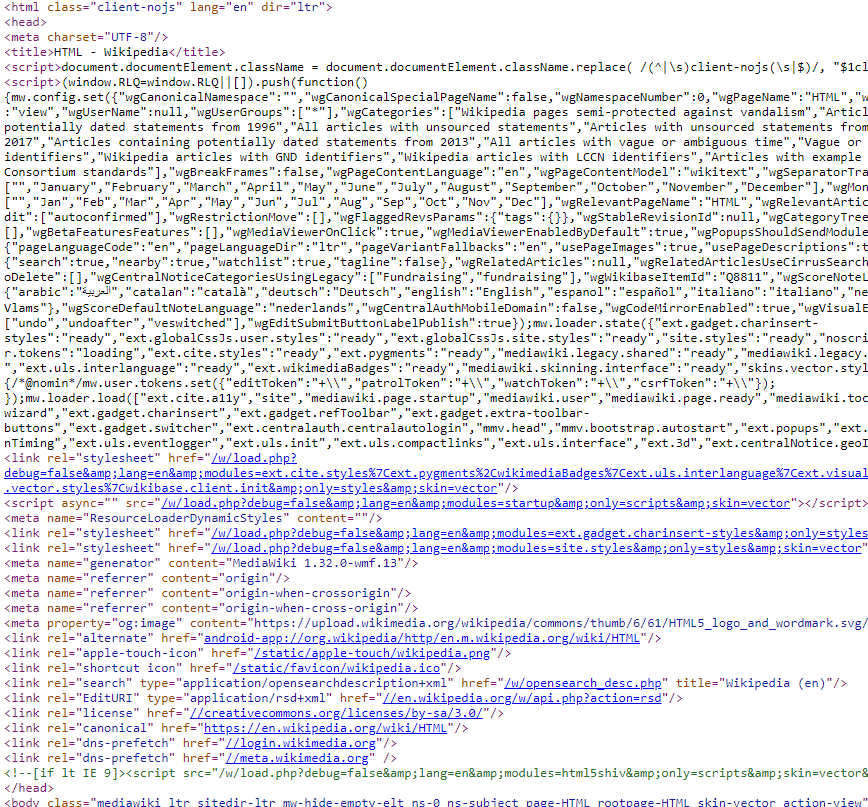 <html class="client-nojs" lang="en" dir="ltr">
<head>
<meta charset="UTF-8"/>
<title>HTML - Wikipedia</title>
<script>document.documentElement.className = document.documentElement.className.replace( /(^|\s)client-nojs(\s|$)/, "$1cl
<script>(window.RLQ=window.RLQ||[]).push(function()
{mw.config.set({"wgCanonicalNamespace":"","wgCanonicalSpecialPageName":false,"wgNamespaceNumber":0,"wgPageName":"HTML","w
:"view","wgUserName":null,"wgUserGroups":["*"],"wgCategories":["Wikipedia pages semi-protected against vandalism","Articl
potentially dated statements from 1996","All articles with unsourced statements","Articles with unsourced statements from
2017","Articles containing potentially dated statements from 2013","All articles with vague or ambiguous time","Vague or
identifiers","Wikipedia articles with GND identifiers","Wikipedia articles with LCCN identifiers","Articles with example
Consortium standards"],"wgBreakFrames":false,"wgPageContentLanguage":"en","wgPageContentModel":"wikitext","wgSeparatorTra
["","January","February","March","April","May","June","July","August","September","October","November","December"],"wgMon
["","Jan","Feb","Mar","Apr","May","Jun","Jul","Aug","Sep","Oct","Nov","Dec"],"wgRelevantPageName":"HTML","wgRelevantArtic
dit":["autoconfirmed"],"wgRestrictionMove":[],"wgFlaggedRevsParams":{"tags":{}},"wgStableRevisionId":null,"wgCategoryTree
[],"wgBetaFeaturesFeatures":[],"wgMediaViewerOnClick":true,"wgMediaViewerEnabledByDefault":true,"wgPopupsShouldSendModule
{"pageLanguageCode":"en","pageLanguageDir":"ltr","pageVariantFallbacks":"en","usePageImages":true,"usePageDescriptions":t
{"search":true,"nearby":true,"watchlist":true,"tagline":false},"wgRelatedArticles":null,"wgRelatedArticlesUseCirrusSearch
oDelete":[],"wgCentralNoticeCategoriesUsingLegacy":["Fundraising","fundraising"],"wgWikibaseItemId":"Q8811","wgScoreNoteL
{"arabic":"العربية","catalan":"català","deutsch":"Deutsch","english":"English","espanol":"español","italiano":"italiano","ne
Vlams"},"wgScoreDefaultNoteLanguage":"nederlands","wgCentralAuthMobileDomain":false,"wgCodeMirrorEnabled":true,"wgVisualE
["undo","undoafter","veswitched"],"wgEditSubmitButtonLabelPublish":true});mw.loader.state({"ext.gadget.charinsert-
styles":"ready","ext.globalCssJs.user.styles":"ready","ext.globalCssJs.site.styles":"ready","site.styles":"ready","noscri
r.tokens":"loading","ext.cite.styles":"ready","ext.pygments":"ready","mediawiki.legacy.shared":"ready","mediawiki.legacy.
","ext.uls.interlanguage":"ready","ext.wikimediaBadges":"ready","mediawiki.skinning.interface":"ready","skins.vector.styl
{/*@nomin*/mw.user.tokens.set({"editToken":"+\\","patrolToken":"+\\","watchToken":"+\\","csrfToken":"+\\"});
});mw.loader.load(["ext.cite.a11y","site","mediawiki.page.startup","mediawiki.user","mediawiki.page.ready","mediawiki.toc
wizard","ext.gadget.charinsert","ext.gadget.refToolbar","ext.gadget.extra-toolbar-
buttons","ext.gadget.switcher","ext.centralauth.centralautologin","mmv.head","mmv.bootstrap.autostart","ext.popups","ext.
nTiming","ext.uls.eventlogger","ext.uls.init","ext.uls.compactlinks","ext.uls.interface","ext.3d","ext.centralNotice.geoI
<link rel="stylesheet" href="/w/load.php?
debug=false&amp;lang=en&amp;modules=ext.cite.styles%7Cext.pygments%2CwikimediaBadges%7Cext.uls.interlanguage%7Cext.visual
.vector.styles%7Cwikibase.client.init&amp;only=styles&amp;skin=vector"/>
<script async="" src="/w/load.php?debug=false&amp;lang=en&amp;modules=startup&amp;only=scripts&amp;skin=vector"></script>
<meta name="ResourceLoaderDynamicStyles" content=""/>
<link rel="stylesheet" href="/w/load.php?debug=false&amp;lang=en&amp;modules=ext.gadget.charinsert-styles&amp;only=styles
<link rel="stylesheet" href="/w/load.php?debug=false&amp;lang=en&amp;modules=site.styles&amp;only=styles&amp;skin=vector"
<meta name="generator" content="MediaWiki 1.32.0-wmf.13"/>
<meta name="referrer" content="origin"/>
<meta name="referrer" content="origin-when-crossorigin"/>
<meta name="referrer" content="origin-when-cross-origin"/>
<meta property="og:image" content="https://upload.wikimedia.org/wikipedia/commons/thumb/6/61/HTML5_logo_and_wordmark.svg/
<link rel="alternate" href="android-app://org.wikipedia/http/en.m.wikipedia.org/wiki/HTML"/>
<link rel="apple-touch-icon" href="/static/apple-touch/wikipedia.png"/>
<link rel="shortcut icon" href="/static/favicon/wikipedia.ico"/>
<link rel="search" type="application/opensearchdescription+xml" href="/w/opensearch_desc.php" title="Wikipedia (en)"/>
<link rel="EditURI" type="application/rsd+xml" href="//en.wikipedia.org/w/api.php?action=rsd"/>
<link rel="license" href="//creativecommons.org/licenses/by-sa/3.0/"/>
<link rel="canonical" href="https://en.wikipedia.org/wiki/HTML"/>
<link rel="dns-prefetch" href="//login.wikimedia.org"/>
<link rel="dns-prefetch" href="//meta.wikimedia.org" />
<!--[if lt IE 9]><script src="/w/load.php?debug=false&amp;lang=en&amp;modules=html5shiv&amp;only=scripts&amp;skin=vector&
</head>
<body class="mediawiki ltr sitedir-ltr mw-hide-empty-elt ns-0 ns-subject page-HTML rootpage-HTML skin-vector action-view"